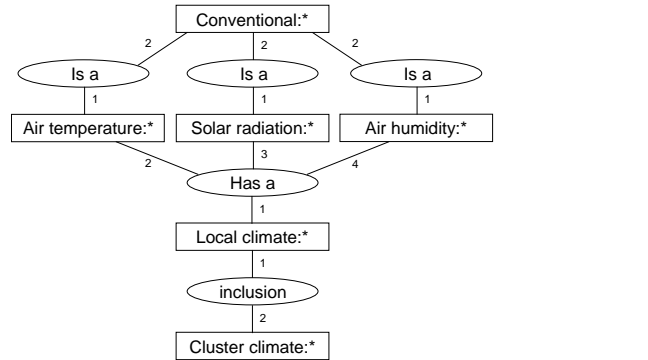 Conventional:*
2 2 2
Is a Is a Is a
1 1 1
Air temperature:* Solar radiation:* Air humidity:*
2 3 4
Has a
1
Local climate:*
1
inclusion
2
Cluster climate:*